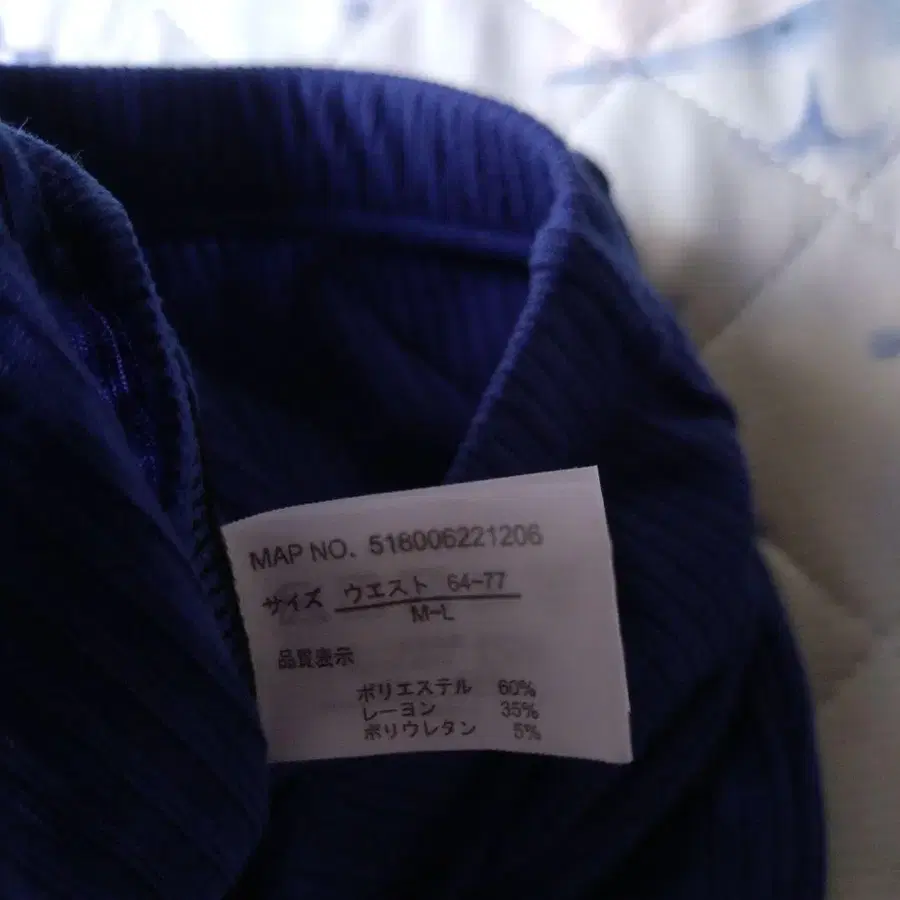 MAP NO. 518006221206
サイズ ウエスト 64-77
M-L
品質表示
ポリエステル 60%
レーヨン 35%
ポリウレタン 5%